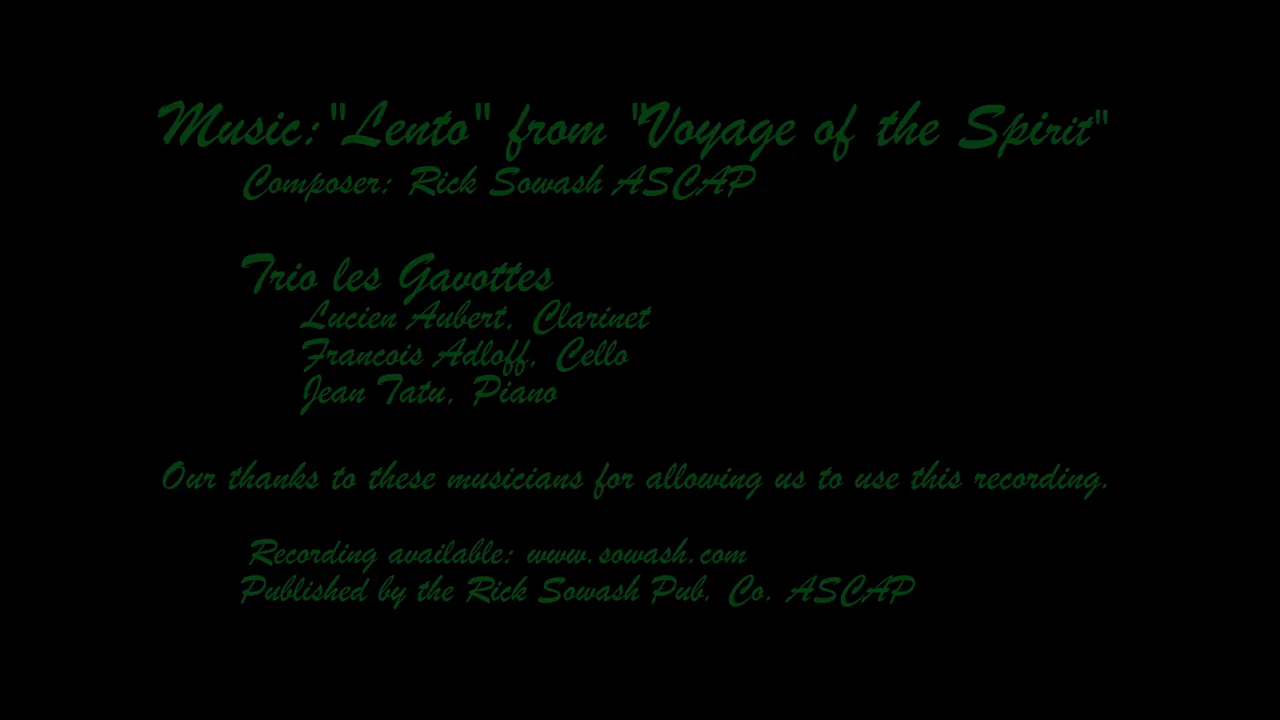 Music: "Lento" from "Voyage of the Spirit"
Composer: Rick Sowash ASCAP
Trio les Gavottes
Lucien Aubert, Clarinet
Francois Adloff, Cello
Jean Tatu, Piano
Our thanks to these musicians for allowing us to use this recording.
Recording available: www.sowash.com
Published by the Rick Sowash Pub. Co. ASCAP